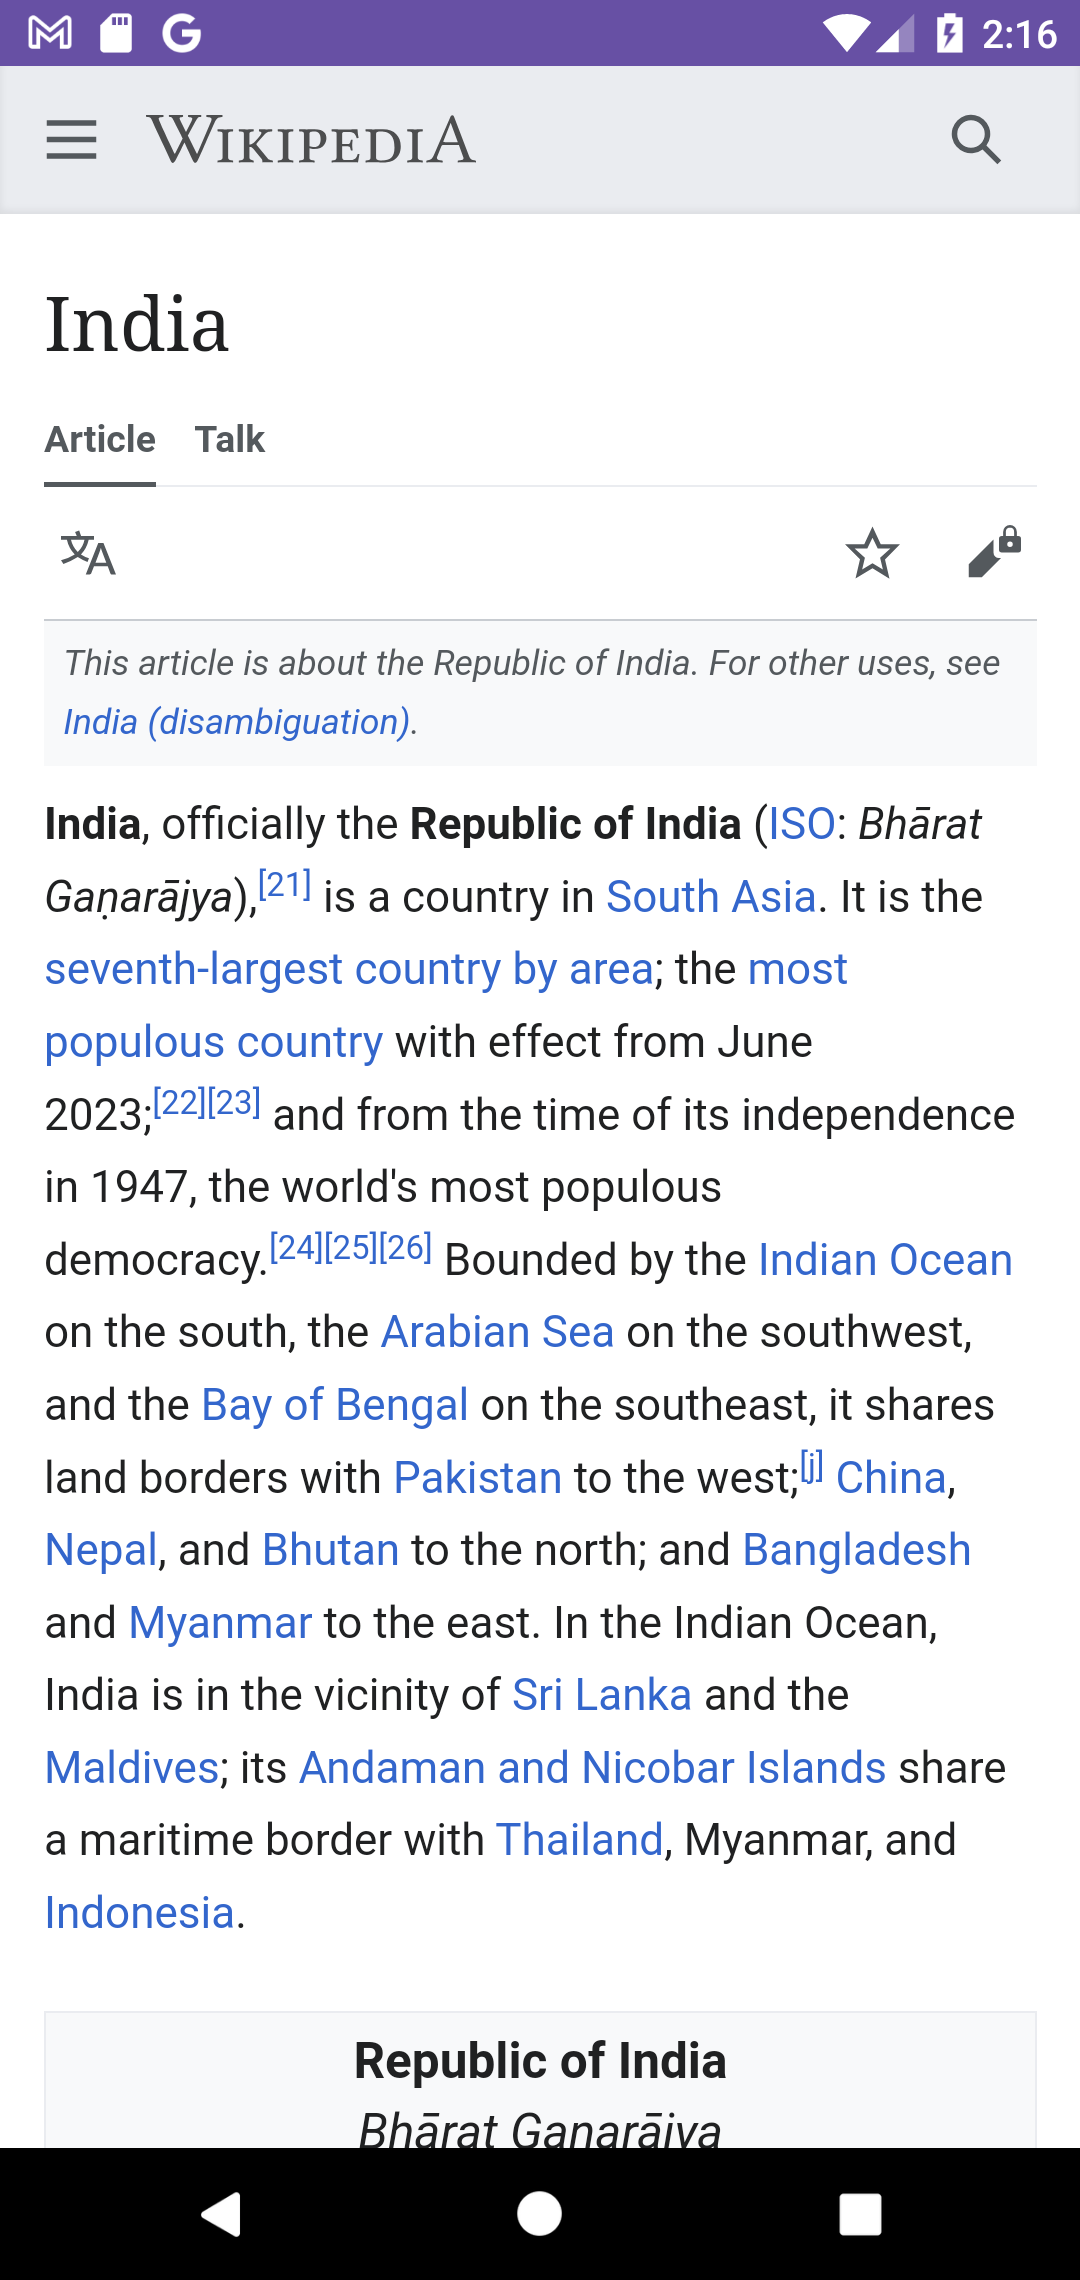 2:16
WIKIPEDIA
India
Article Talk
This article is about the Republic of India. For other uses, see
India (disambiguation).
India, officially the Republic of India (ISO: Bhārat
Gaṇarājya),[21] is a country in South Asia. It is the
seventh-largest country by area; the most
populous country with effect from June
2023;[22][23] and from the time of its independence
in 1947, the world's most populous
democracy.[24][25][26] Bounded by the Indian Ocean
on the south, the Arabian Sea on the southwest,
and the Bay of Bengal on the southeast, it shares
land borders with Pakistan to the west;[j] China,
Nepal, and Bhutan to the north; and Bangladesh
and Myanmar to the east. In the Indian Ocean,
India is in the vicinity of Sri Lanka and the
Maldives; its Andaman and Nicobar Islands share
a maritime border with Thailand, Myanmar, and
Indonesia.
Republic of India
Bhārat Gaṇarājya